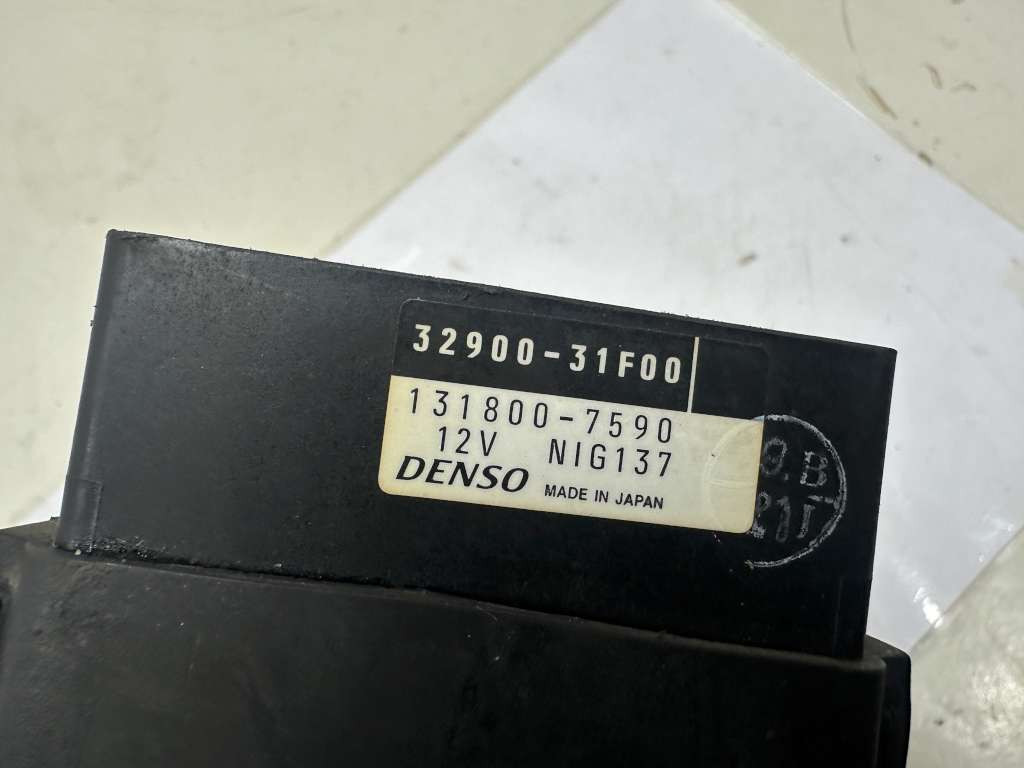 32900-31F00
131800-7590
12V NIG137
DENSO MADE IN JAPAN